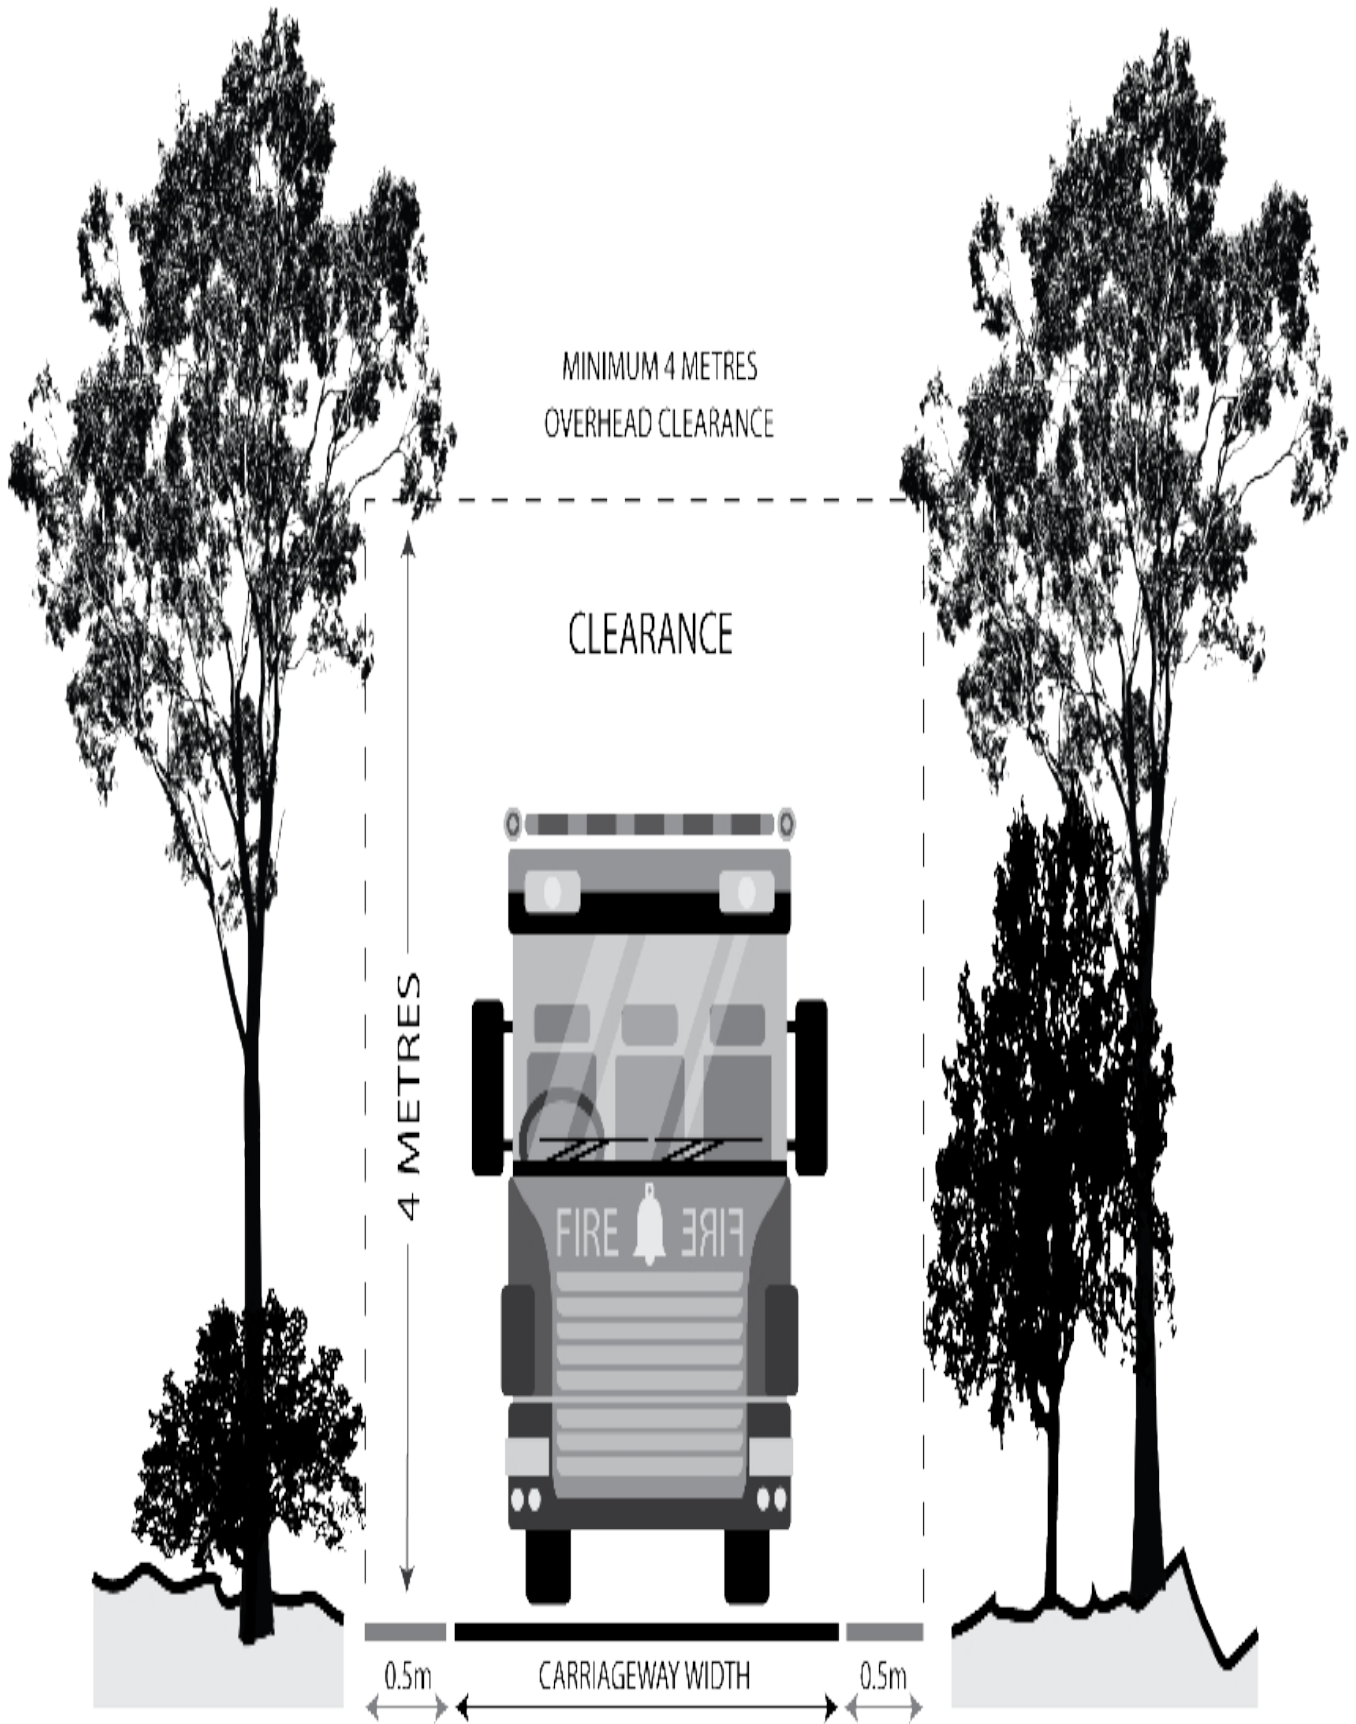 MINIMUM 4 METRES
OVERHEAD CLEARANCE
CLEARANCE
4 METRES
FIRE FIRE
0.5m
CARRIAGEWAY WIDTH
0.5m